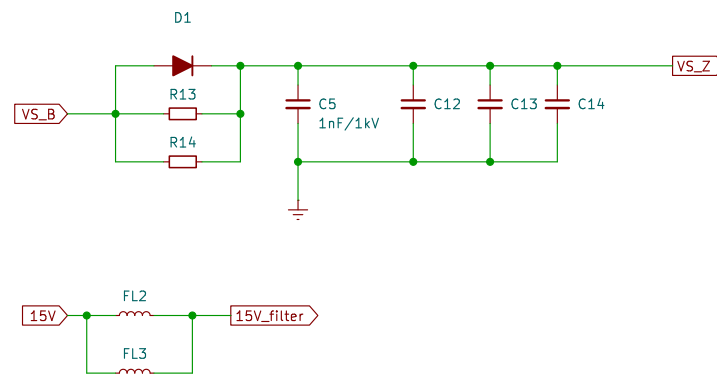 D1
R13
VS_B
R14
C5
1nF/1kV
C12
C13
C14
VS_Z
FL2
15V
15V_filter
FL3